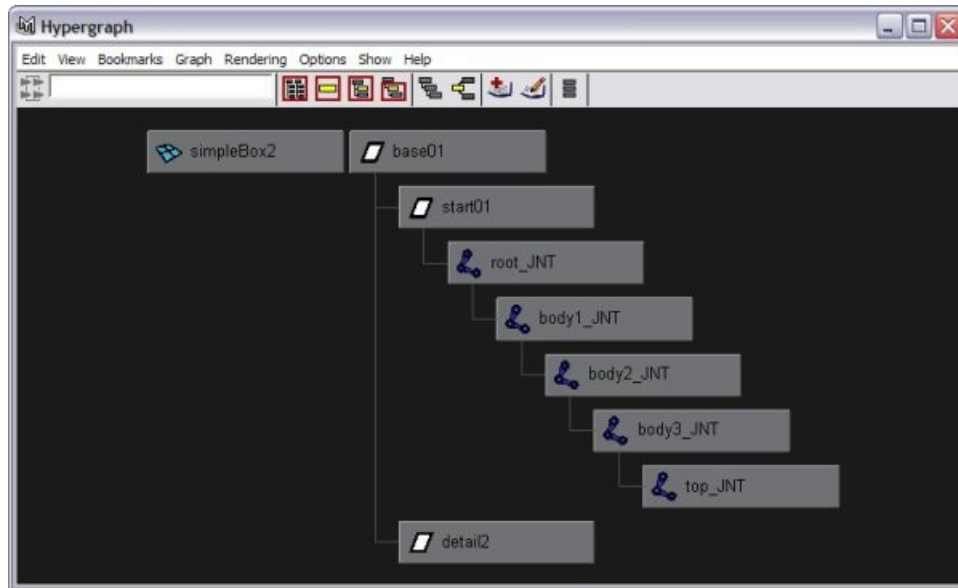 Hypergraph
Edit View Bookmarks Graph Rendering Options Show Help
simpleBox2 base01
start01
root_JNT
body1_JNT
body2_JNT
body3_JNT
top_JNT
detail2